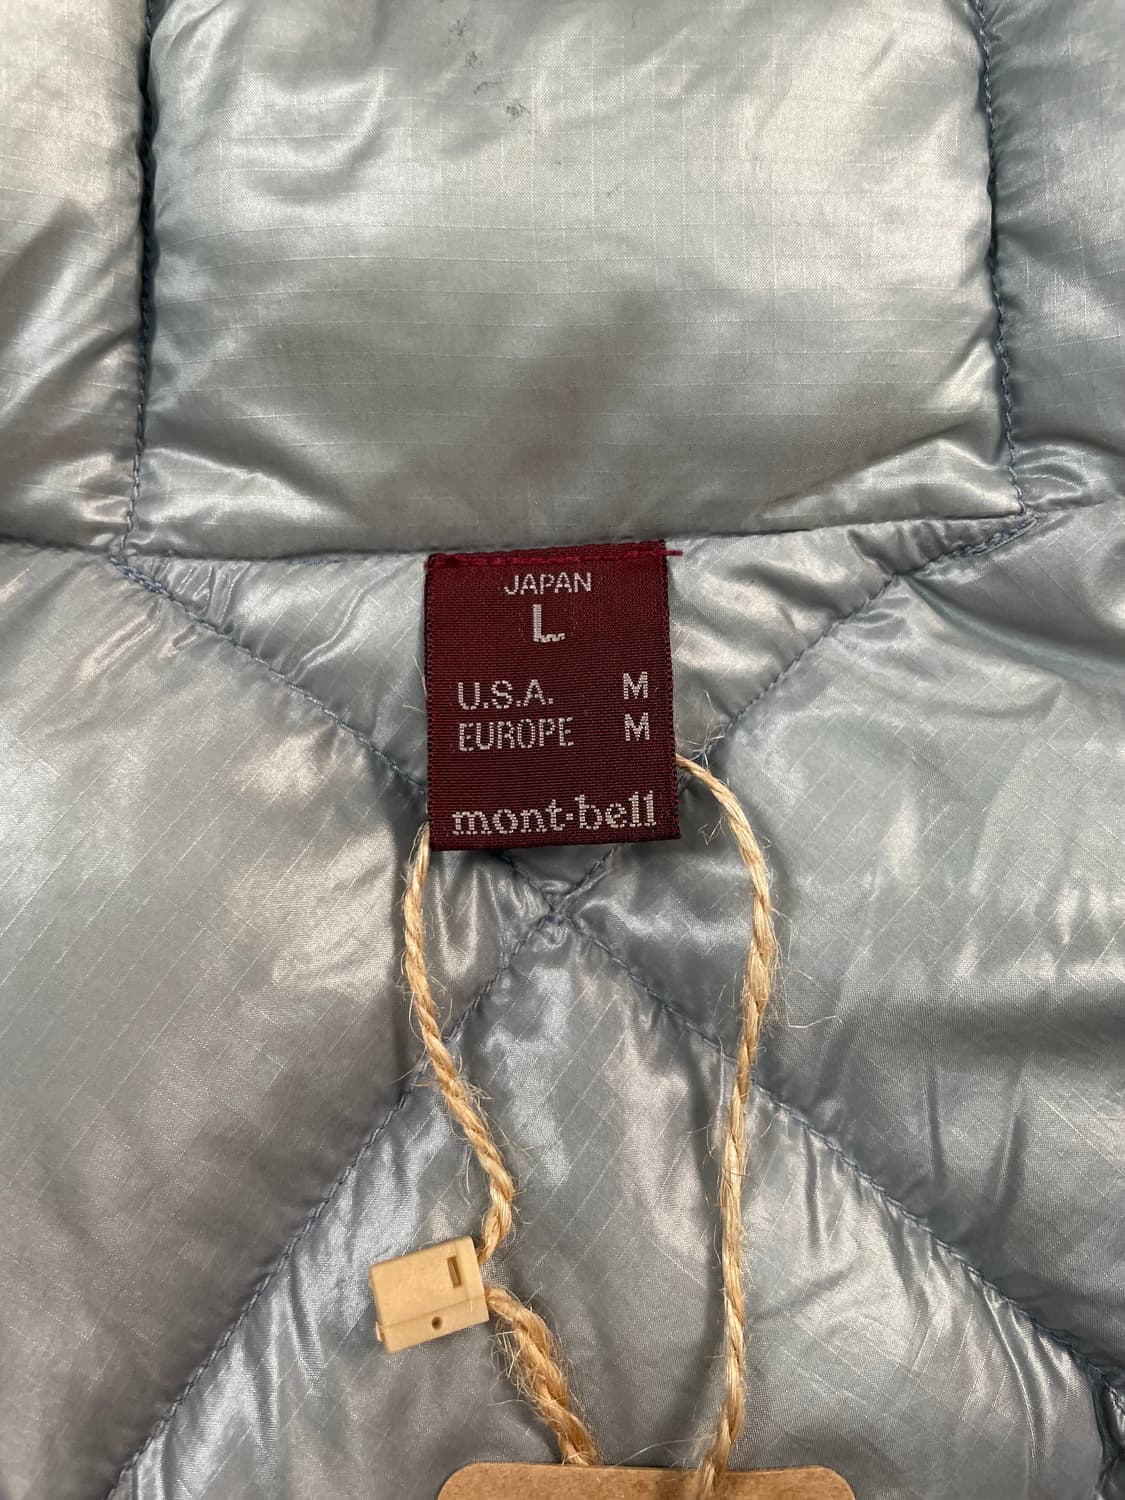 JAPAN
L
U.S.A. M
EUROPE M
mont-bell